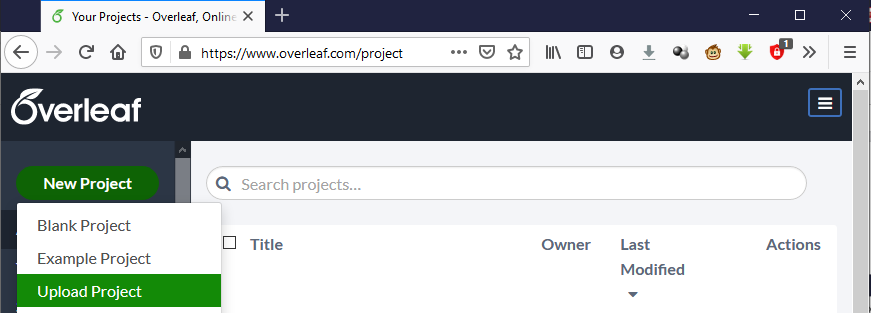 Your Projects - Overleaf, Online
https://www.overleaf.com/project
1
Overleaf
New Project
Search projects...
Blank Project
Example Project
Upload Project
Title
Owner
Last
Modified
Actions